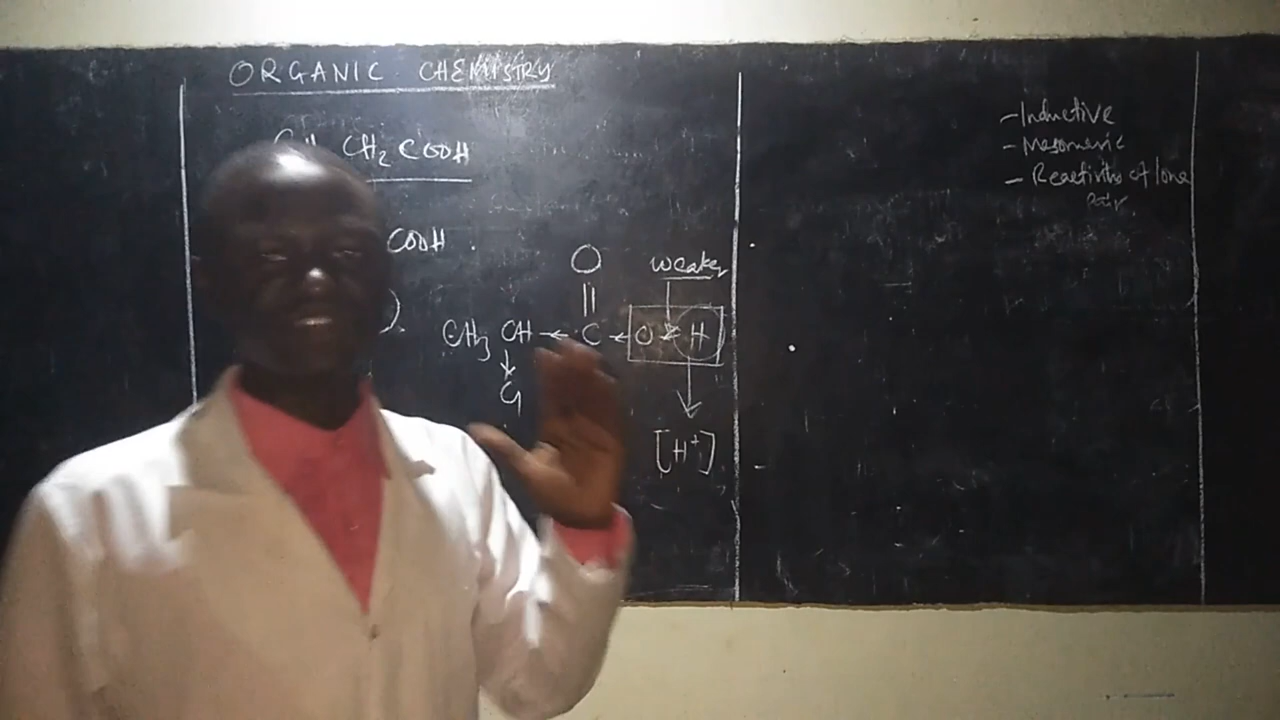 ORGANIC CHEMISTRY
CH2 COOH
COOH
O
||
weaker
CH3 CH ← C ← O ← H
Cl
[H+]
- Inductive
- Mesomeric
- Reactivity of lone
pair